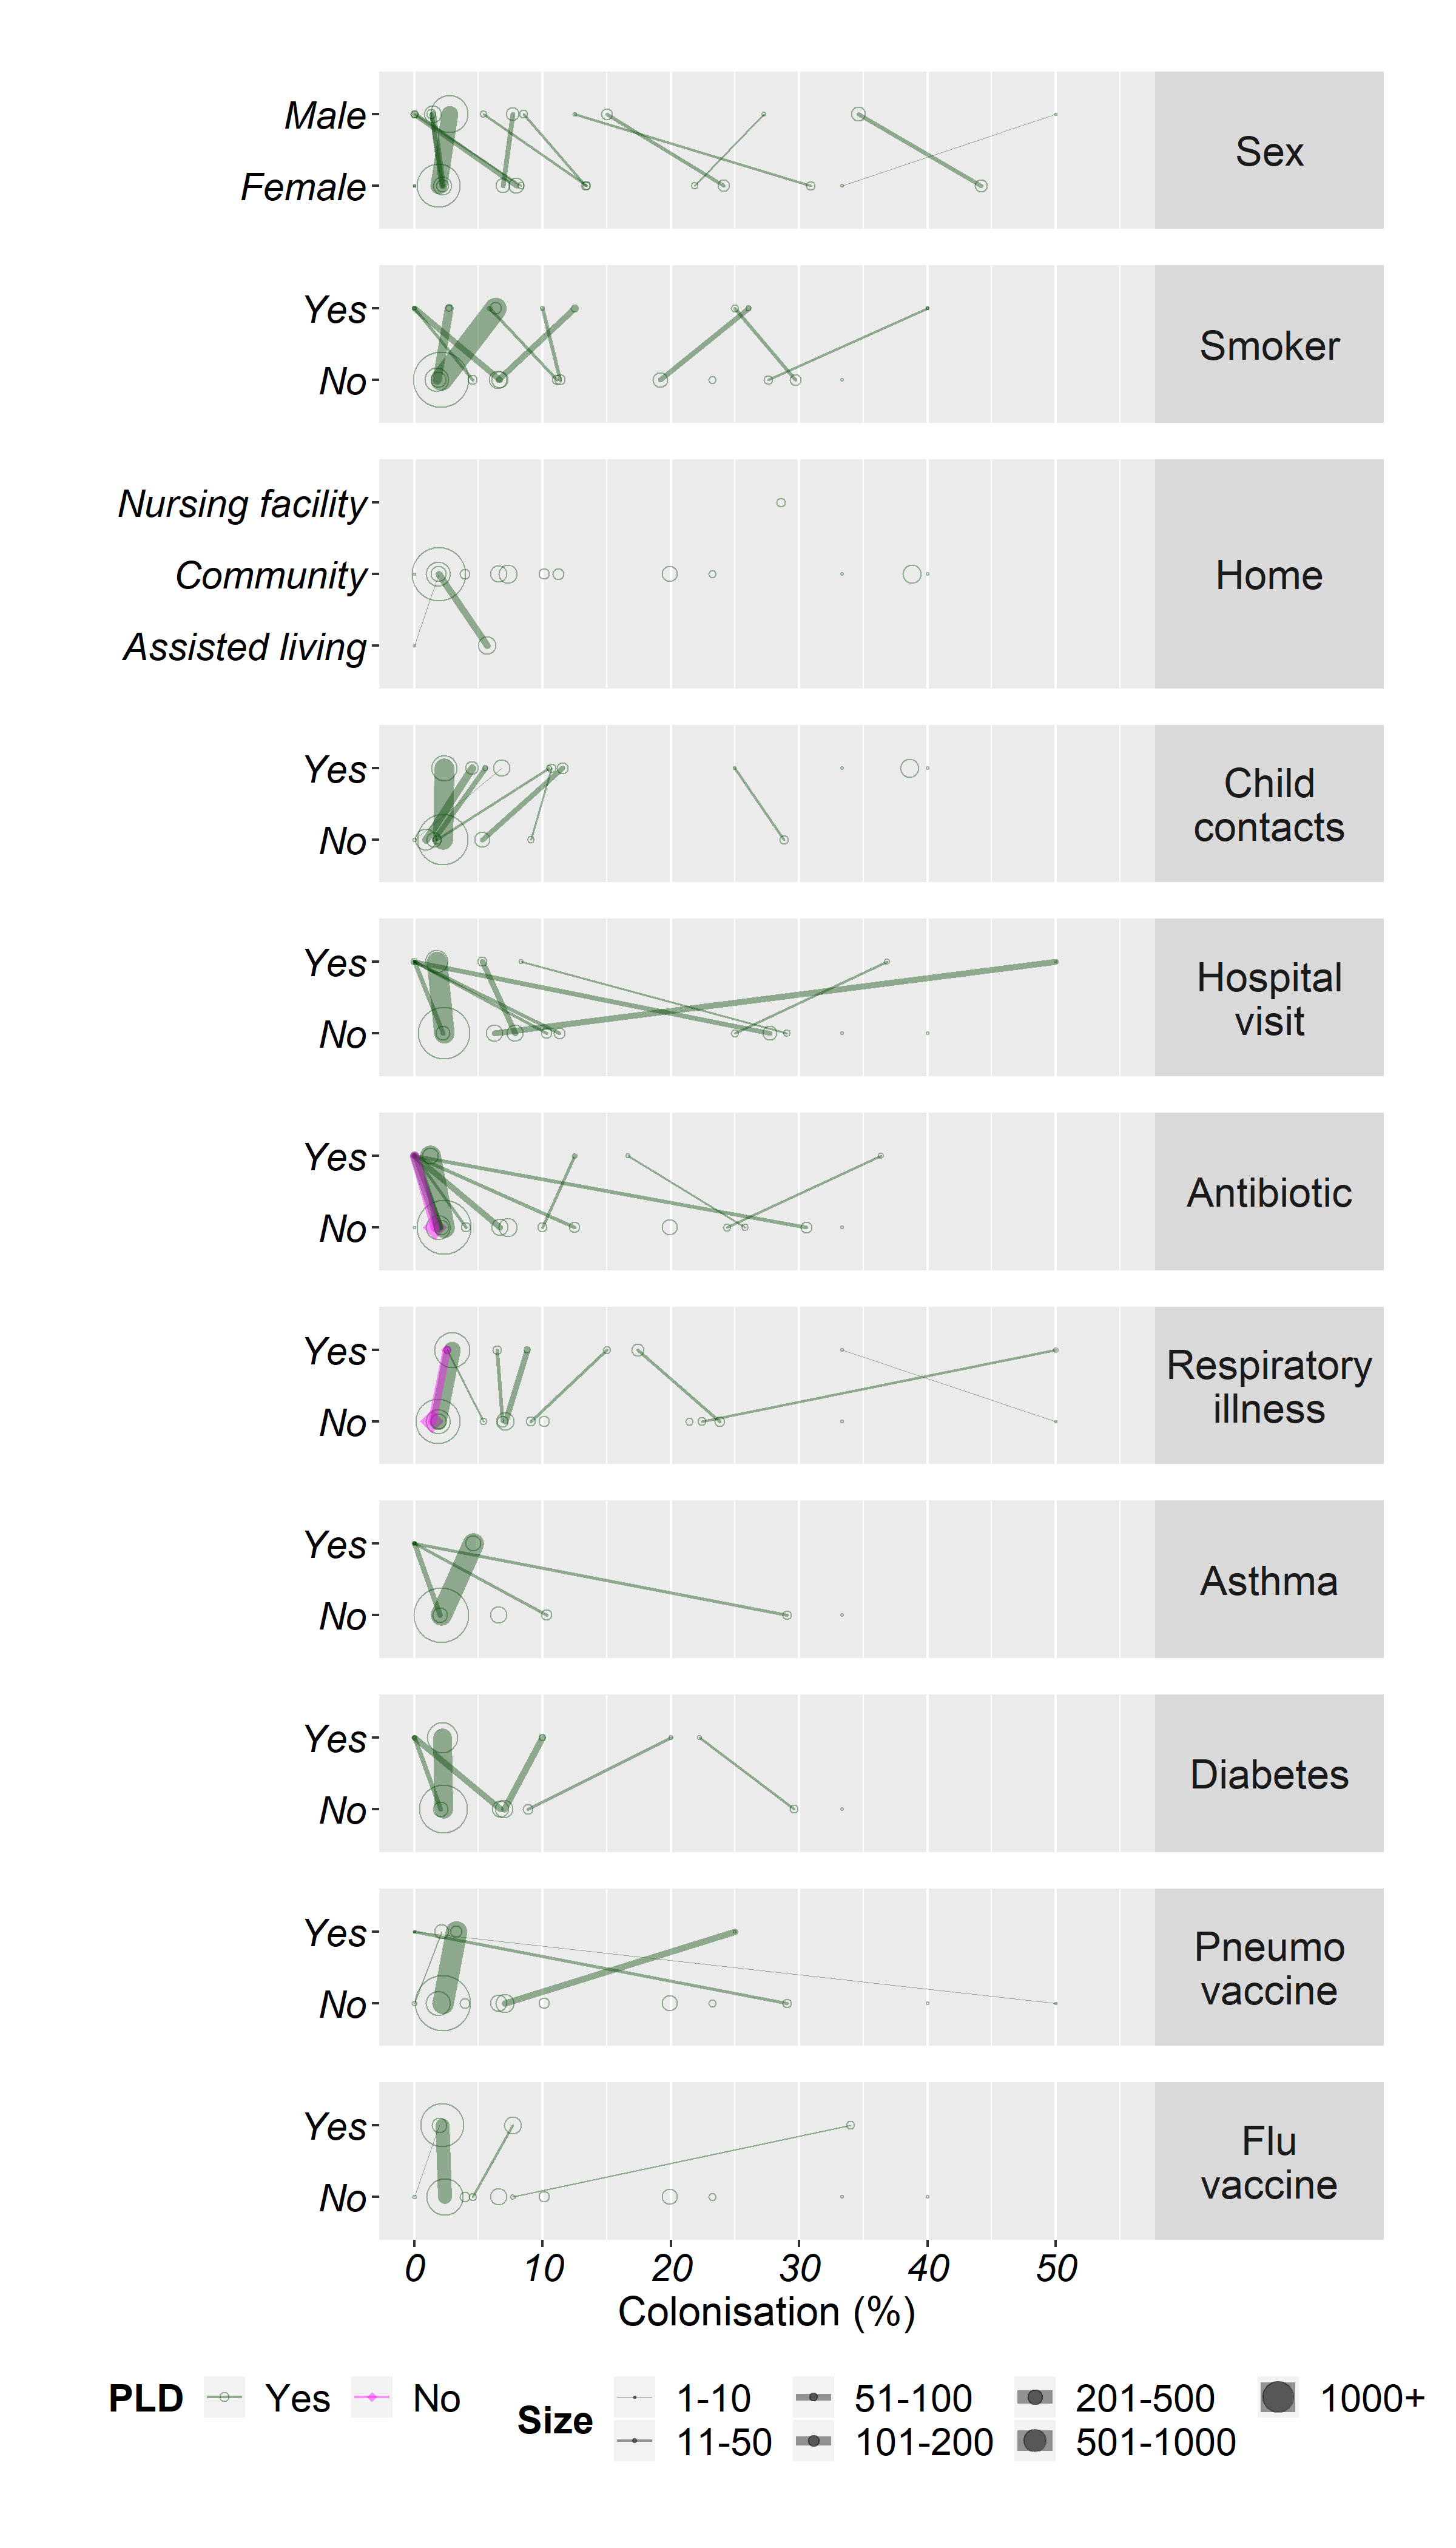 Male
Female
Sex
Yes
No
Smoker
Nursing facility
Community
Assisted living
Home
Yes
No
Child
contacts
Yes
No
Hospital
visit
Yes
No
Antibiotic
Yes
No
Respiratory
illness
Yes
No
Asthma
Yes
No
Diabetes
Yes
No
Pneumo
vaccine
Yes
No
Flu
vaccine
0 10 20 30 40 50
Colonisation (%)
PLD Yes No
Size 1-10 51-100 201-500 1000+
11-50 101-200 501-1000